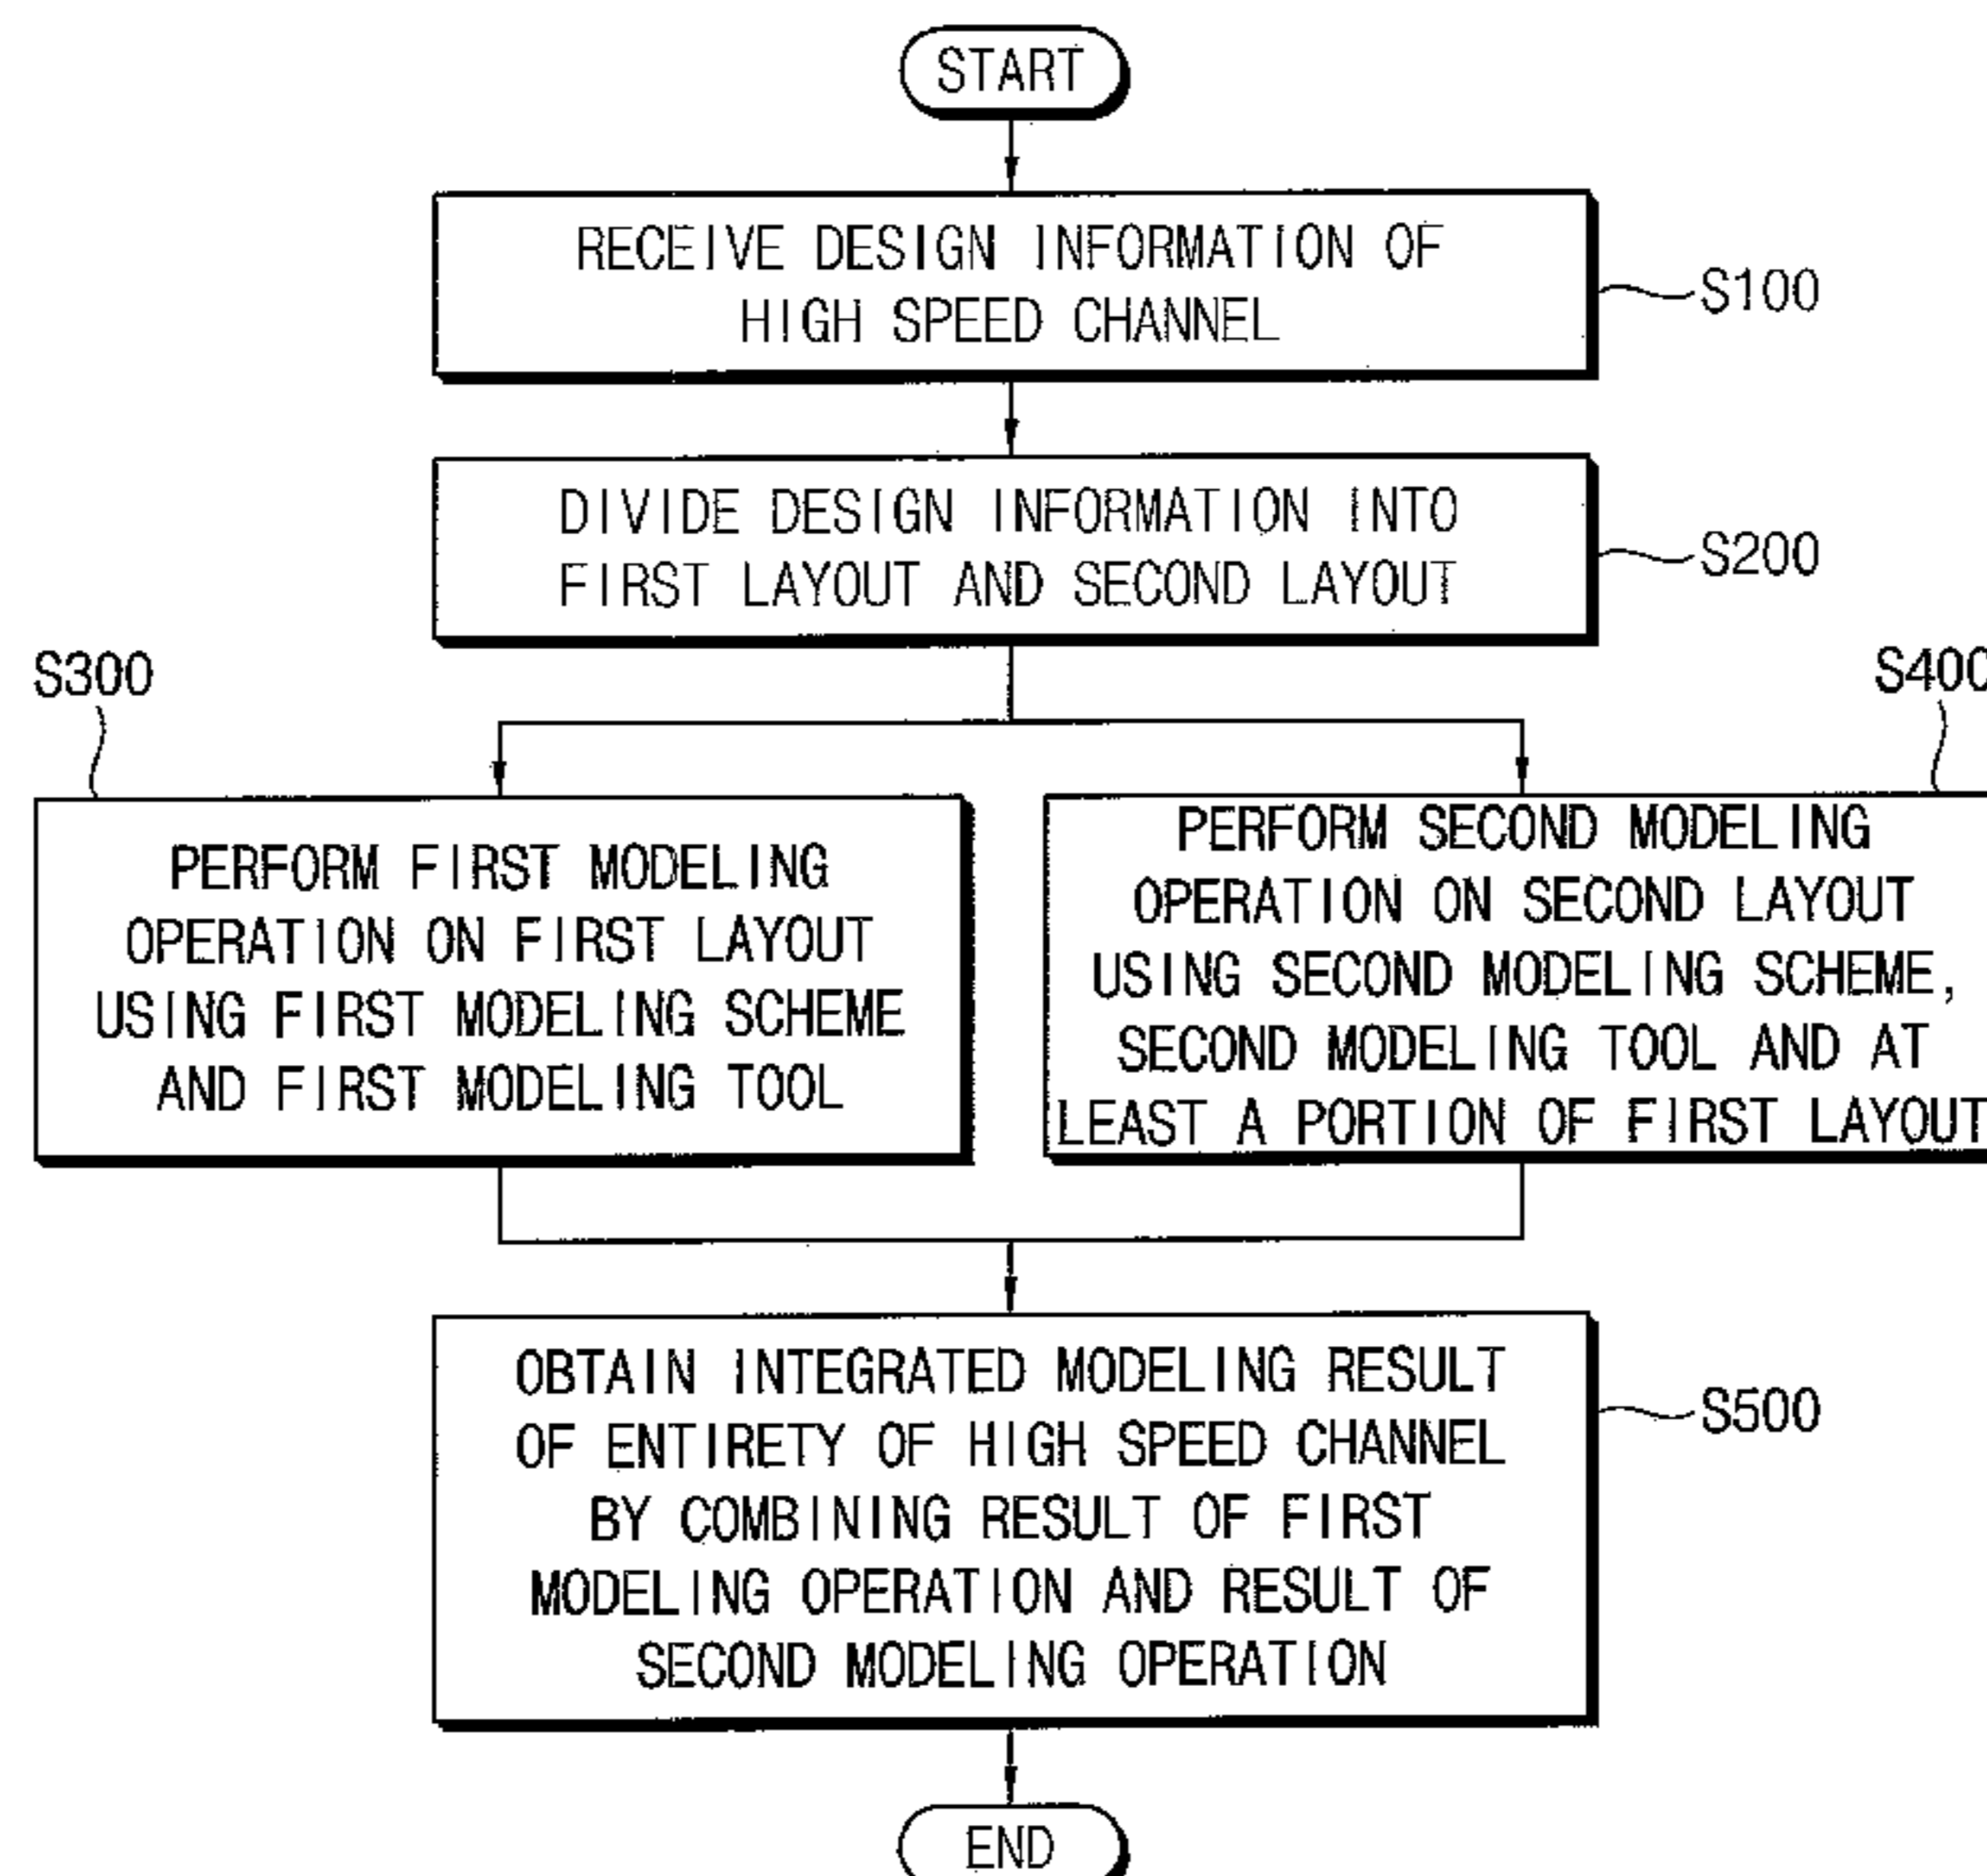 START
RECEIVE DESIGN INFORMATION OF
HIGH SPEED CHANNEL
S100
DIVIDE DESIGN INFORMATION INTO
FIRST LAYOUT AND SECOND LAYOUT
S200
S300
PERFORM FIRST MODELING
OPERATION ON FIRST LAYOUT
USING FIRST MODELING SCHEME
AND FIRST MODELING TOOL
S400
PERFORM SECOND MODELING
OPERATION ON SECOND LAYOUT
USING SECOND MODELING SCHEME,
SECOND MODELING TOOL AND AT
LEAST A PORTION OF FIRST LAYOUT
OBTAIN INTEGRATED MODELING RESULT
OF ENTIRETY OF HIGH SPEED CHANNEL
BY COMBINING RESULT OF FIRST
MODELING OPERATION AND RESULT OF
SECOND MODELING OPERATION
S500
END